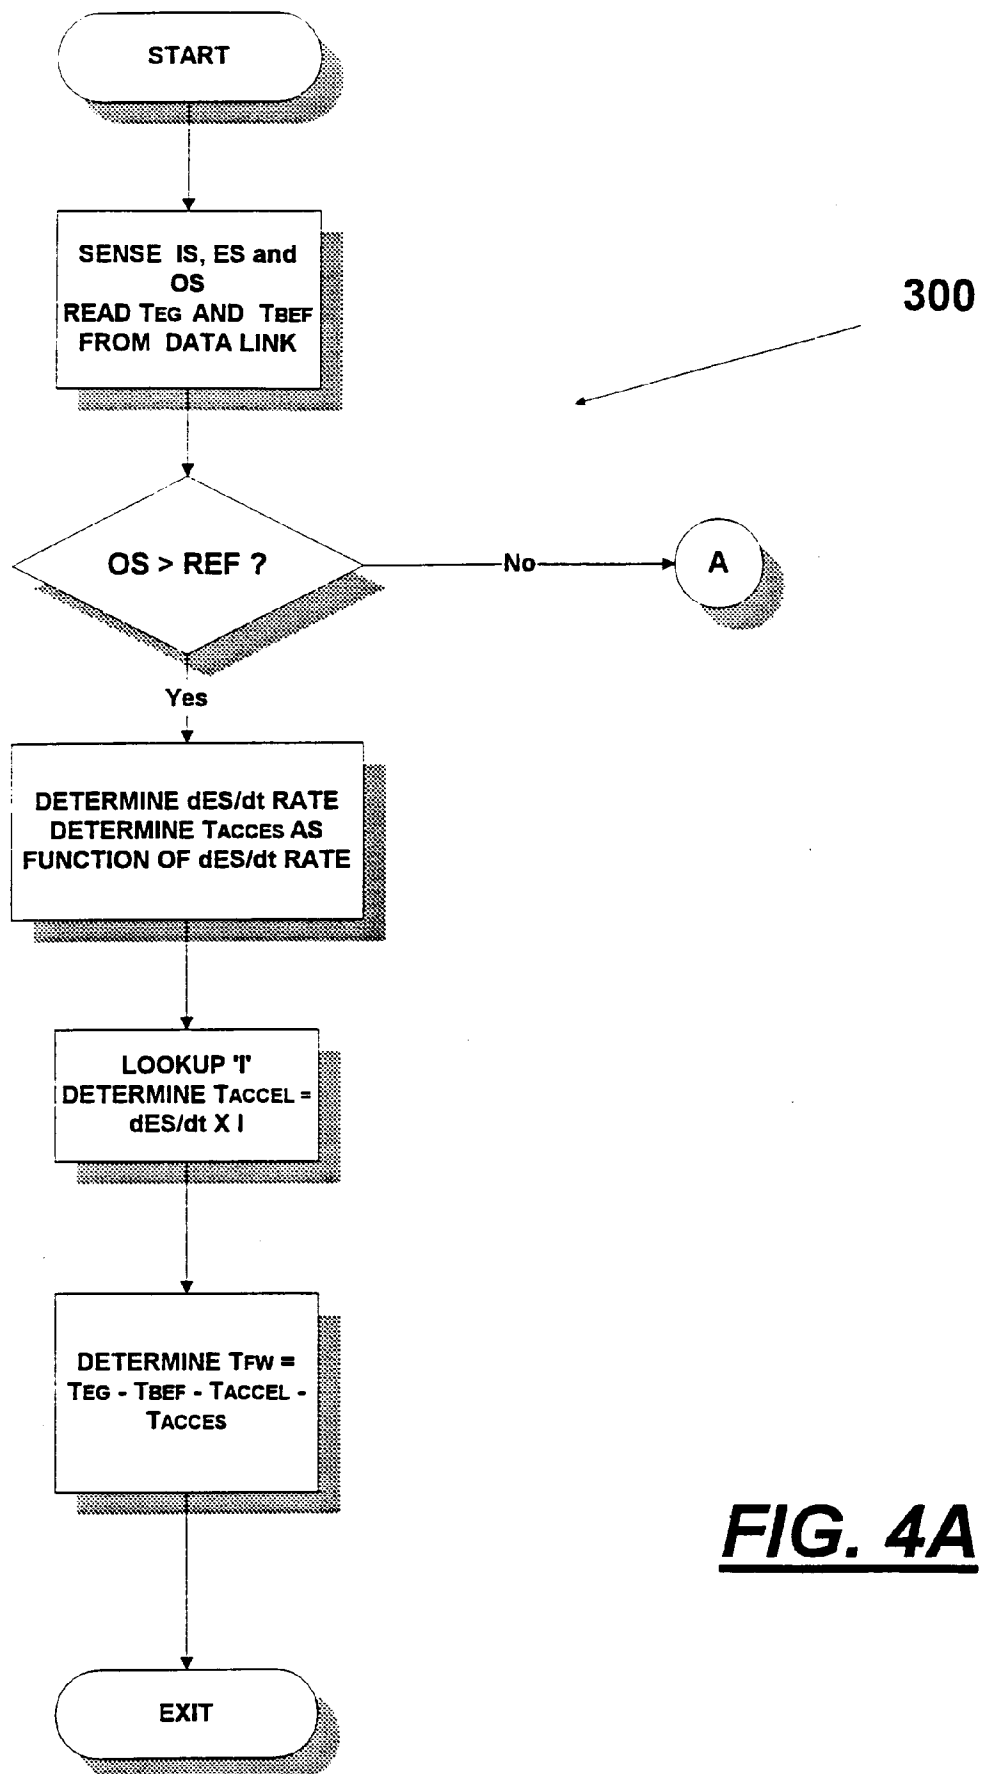 START
SENSE IS, ES and
OS
READ TEG AND TBEF
FROM DATA LINK
300
OS > REF ?
No
A
Yes
DETERMINE dES/dt RATE
DETERMINE TACCES AS
FUNCTION OF dES/dt RATE
LOOKUP 'I'
DETERMINE TACCEL =
dES/dt X I
DETERMINE TFW =
TEG - TBEF - TACCEL -
TACCES
FIG. 4A
EXIT